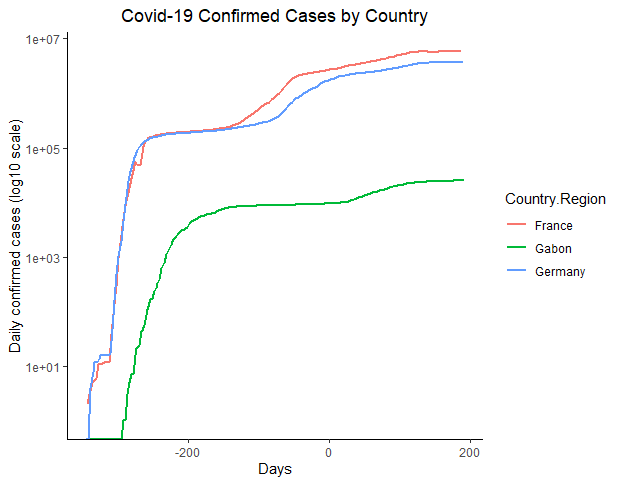 Covid-19 Confirmed Cases by Country
Daily confirmed cases (log10 scale)
1e+07
1e+05
1e+03
1e+01
-200
0
200
Days
Country.Region
France
Gabon
Germany